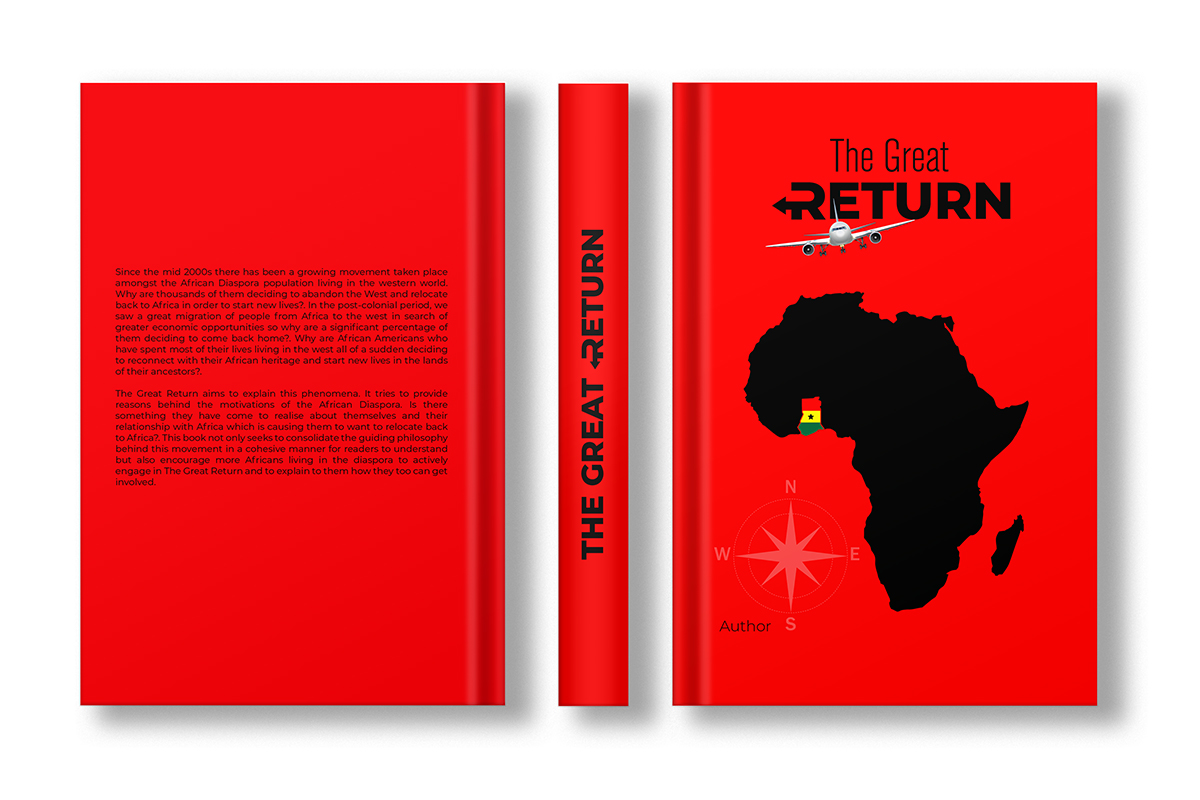 Since the mid 2000s there has been a growing movement taken place
amongst the African Diaspora population living in the western world.
Why are thousands of them deciding to abandon the West and relocate
back to Africa in order to start new lives?. In the post-colonial period, we
saw a great migration of people from Africa to the west in search of
greater economic opportunities so why are a significant percentage of
them deciding to come back home?. Why are African Americans who
have spent most of their lives living in the west all of a sudden deciding
to reconnect with their African heritage and start new lives in the lands
of their ancestors?.
The Great Return aims to explain this phenomena. It tries to provide
reasons behind the motivations of the African Diaspora. Is there
something they have come to realise about themselves and their
relationship with Africa which is causing them to want to relocate back
to Africa?. This book not only seeks to consolidate the guiding philosophy
behind this movement in a cohesive manner for readers to understand
but also encourage more Africans living in the diaspora to actively
engage in The Great Return and to explain to them how they too can get
involved.
THE GREAT RETURN
The Great
RETURN
N
W
E
S
Author